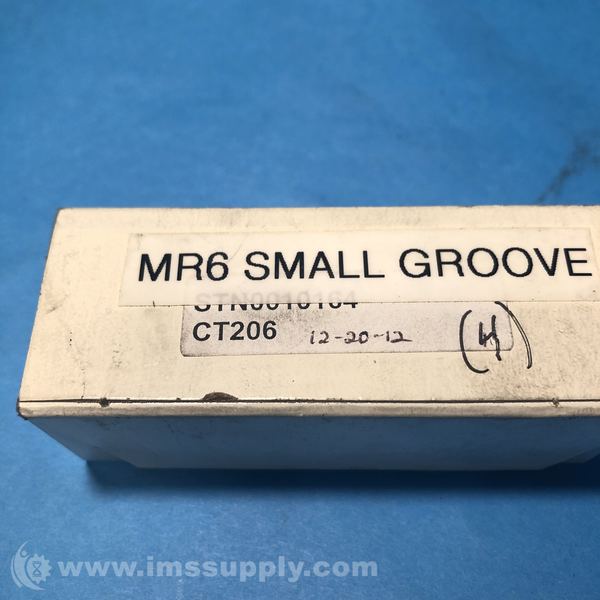 MR6 SMALL GROOVE
CT206 12-20-12 (H)
www.imssupply.com